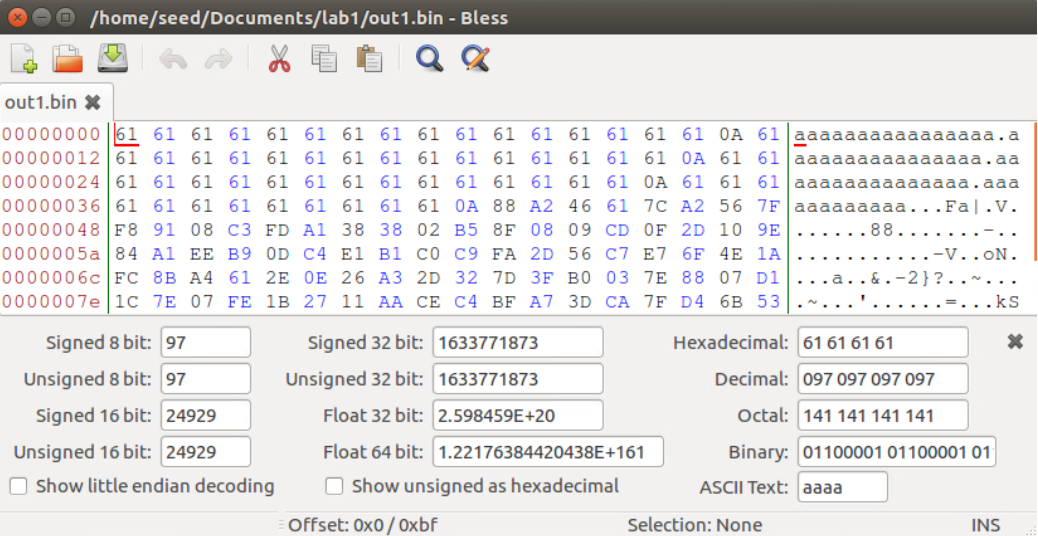 /home/seed/Documents/lab1/out1.bin - Bless
out1.bin
00000000 61 61 61 61 61 61 61 61 61 61 61 61 61 61 61 61 0A 61 aaaaaaaaaaaaaaaa.a
00000012 61 61 61 61 61 61 61 61 61 61 61 61 61 61 61 0A 61 61 aaaaaaaaaaaaaaa.aa
00000024 61 61 61 61 61 61 61 61 61 61 61 61 61 61 0A 61 61 61 aaaaaaaaaaaaaa.aaa
00000036 61 61 61 61 61 61 61 61 61 0A 88 A2 46 61 7C A2 56 7F aaaaaaaaa...Fa|.V.
00000048 F8 91 08 C3 FD A1 38 38 02 B5 8F 08 09 CD 0F 2D 10 9E ......88.......-..
0000005a 84 A1 EE B9 0D C4 E1 B1 C0 C9 FA 2D 56 C7 E7 6F 4E 1A ...........-V..oN.
0000006c FC 8B A4 61 2E 0E 26 A3 2D 32 7D 3F B0 03 7E 88 07 D1 ...a..&.-2}?..~...
0000007e 1C 7E 07 FE 1B 27 11 AA CE C4 BF A7 3D CA 7F D4 6B 53 .~...'......=...kS
Signed 8 bit: 97 Signed 32 bit: 1633771873 Hexadecimal: 61 61 61 61
Unsigned 8 bit: 97 Unsigned 32 bit: 1633771873 Decimal: 097 097 097 097
Signed 16 bit: 24929 Float 32 bit: 2.598459E+20 Octal: 141 141 141 141
Unsigned 16 bit: 24929 Float 64 bit: 1.22176384420438E+161 Binary: 01100001 01100001 01
Show little endian decoding Show unsigned as hexadecimal ASCII Text: aaaa
Offset: 0x0 / 0xbf Selection: None INS